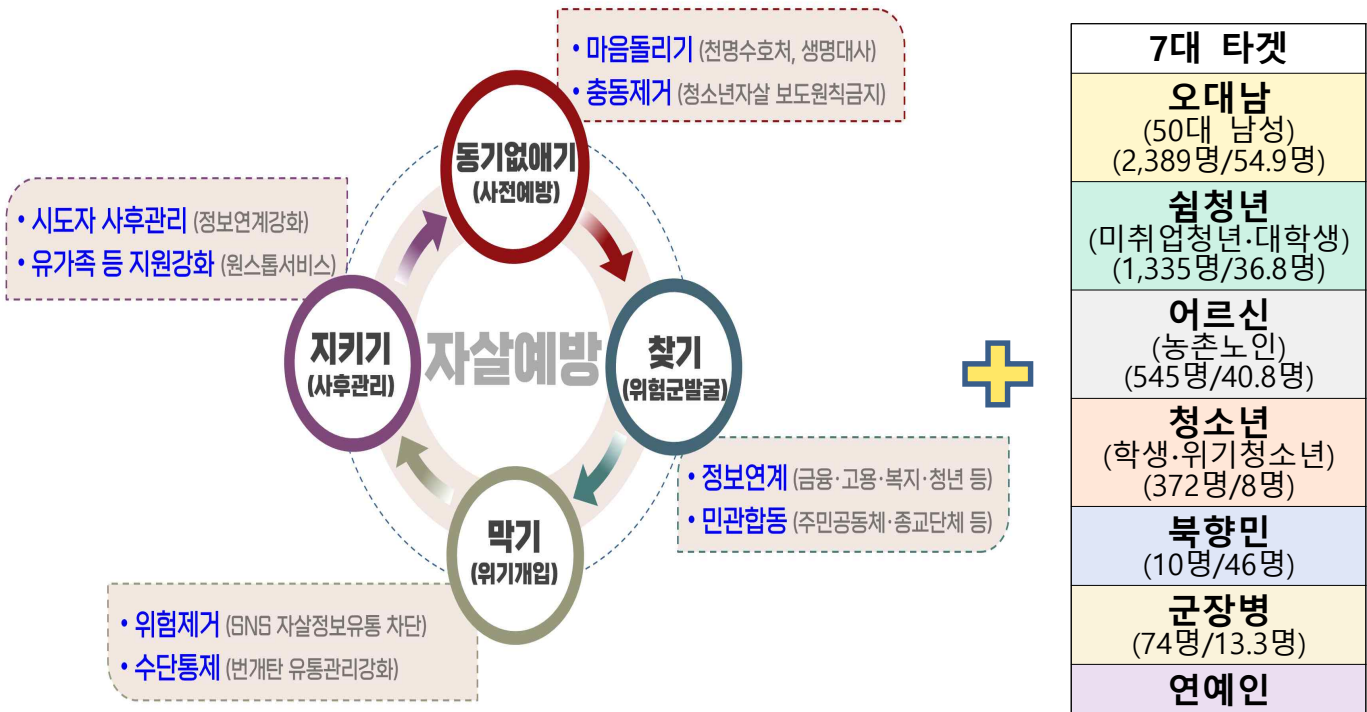 • 마음돌리기 (천명수호처, 생명대사)
• 충동제거 (청소년자살 보도원칙금지)
동기없애기
(사전예방)
• 시도자 사후관리 (정보연계강화)
• 유가족 등 지원강화 (원스톱서비스)
지키기
(사후관리)
자살예방
찾기
(위험군발굴)
• 정보연계 (금융·고용·복지·청년 등)
• 민관합동 (주민공동체·종교단체 등)
막기
(위기개입)
• 위험제거 (SNS 자살정보유통 차단)
• 수단통제 (번개탄 유통관리강화)
7대 타겟
오대남
(50대 남성)
(2,389명/54.9명)
쉼청년
(미취업청년·대학생)
(1,335명/36.8명)
어르신
(농촌노인)
(545명/40.8명)
청소년
(학생·위기청소년)
(372명/8명)
북향민
(10명/46명)
군장병
(74명/13.3명)
연예인